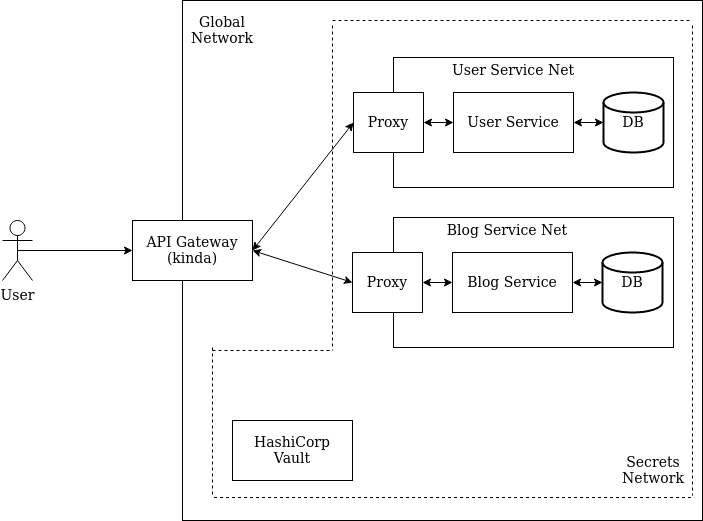 Global
Network
User Service Net
Proxy
User Service
DB
API Gateway
(kinda)
User
Blog Service Net
Proxy
Blog Service
DB
HashiCorp
Vault
Secrets
Network